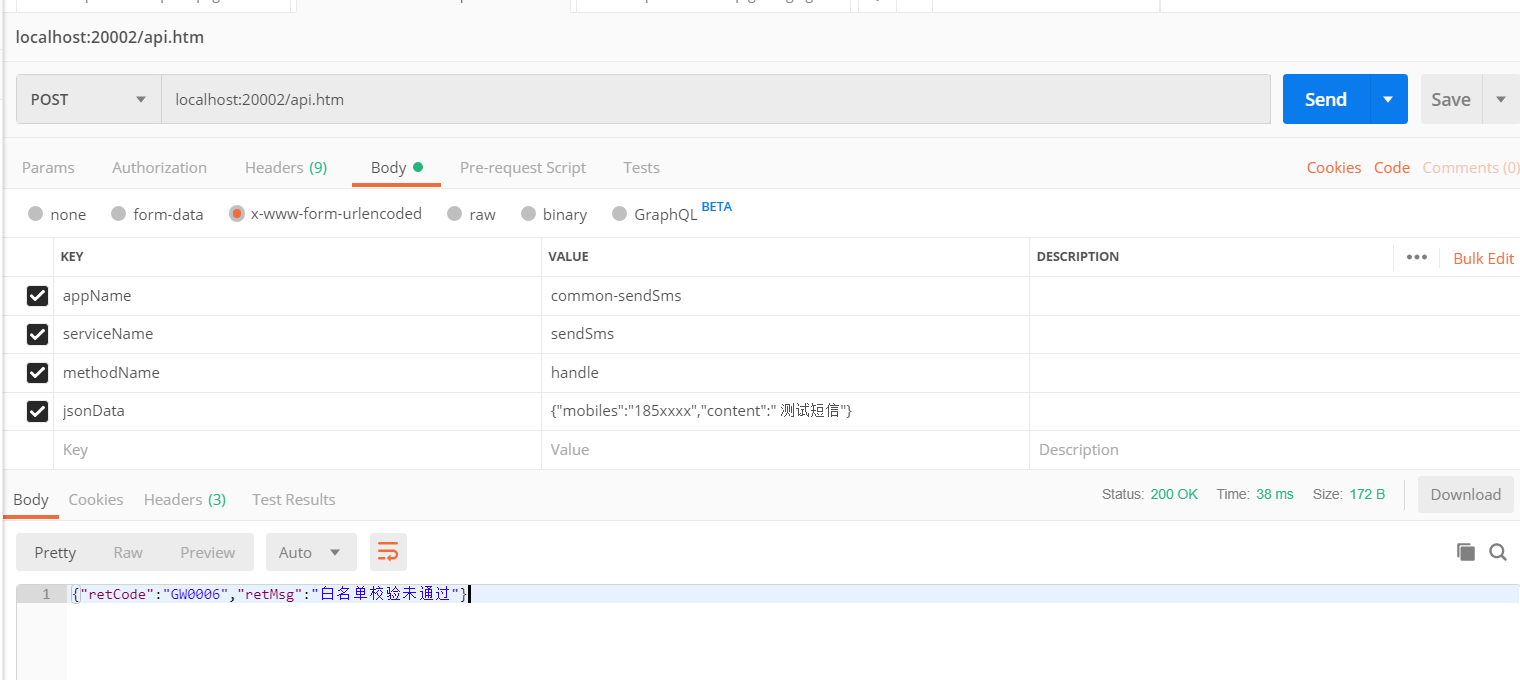 localhost:20002/api.htm
POST localhost:20002/api.htm Send Save
Params Authorization Headers (9) Body Pre-request Script Tests Cookies Code Comments (0)
none form-data x-www-form-urlencoded raw binary GraphQL BETA
KEY VALUE DESCRIPTION ••• Bulk Edit
appName common-sendSms
serviceName sendSms
methodName handle
jsonData {"mobiles":"185xxxx","content":" 测试短信"}
Key Value Description
Body Cookies Headers (3) Test Results Status: 200 OK Time: 38 ms Size: 172 B Download
Pretty Raw Preview Auto
1 {"retCode":"GW0006","retMsg":"白名单校验未通过"}